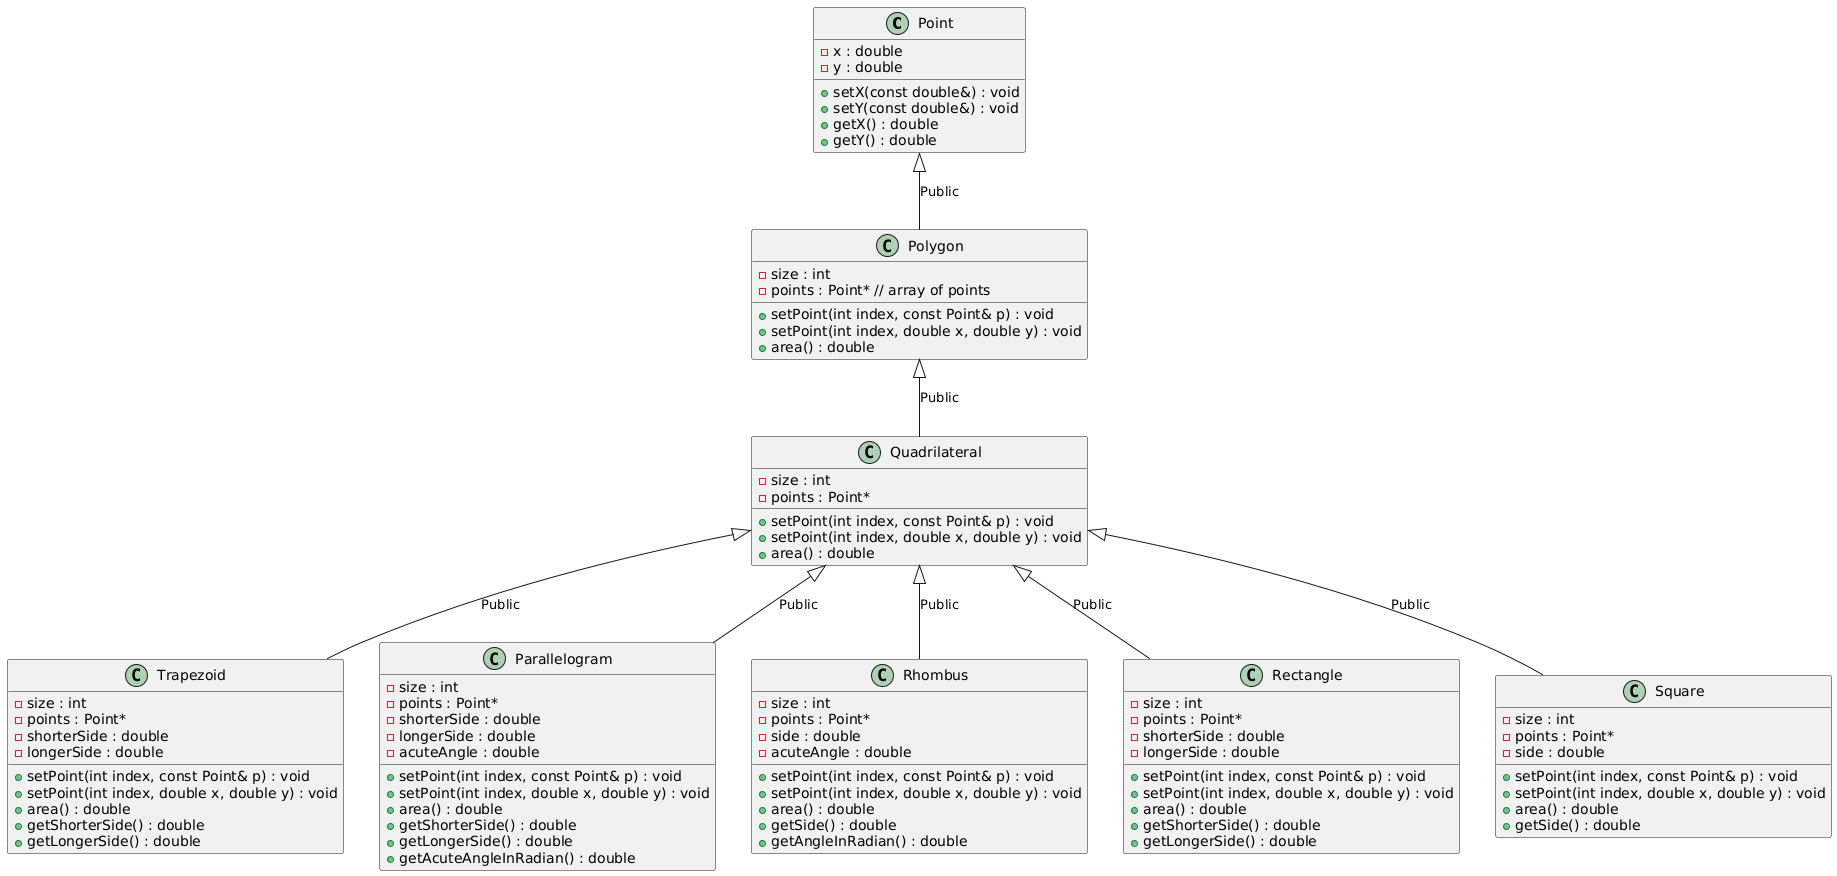 C Point
x : double
y : double
setX(const double&) : void
setY(const double&) : void
getX() : double
getY() : double
Public
C Polygon
size : int
points : Point* // array of points
setPoint(int index, const Point& p) : void
setPoint(int index, double x, double y) : void
area() : double
Public
C Quadrilateral
size : int
points : Point*
setPoint(int index, const Point& p) : void
setPoint(int index, double x, double y) : void
area() : double
Public
Public
Public
Public
Public
C Trapezoid
size : int
points : Point*
shorterSide : double
longerSide : double
setPoint(int index, const Point& p) : void
setPoint(int index, double x, double y) : void
area() : double
getShorterSide() : double
getLongerSide() : double
C Parallelogram
size : int
points : Point*
shorterSide : double
longerSide : double
acuteAngle : double
setPoint(int index, const Point& p) : void
setPoint(int index, double x, double y) : void
area() : double
getShorterSide() : double
getLongerSide() : double
getAcuteAngleInRadian() : double
C Rhombus
size : int
points : Point*
side : double
acuteAngle : double
setPoint(int index, const Point& p) : void
setPoint(int index, double x, double y) : void
area() : double
getSide() : double
getAngleInRadian() : double
C Rectangle
size : int
points : Point*
shorterSide : double
longerSide : double
setPoint(int index, const Point& p) : void
setPoint(int index, double x, double y) : void
area() : double
getShorterSide() : double
getLongerSide() : double
C Square
size : int
points : Point*
side : double
setPoint(int index, const Point& p) : void
setPoint(int index, double x, double y) : void
area() : double
getSide() : double